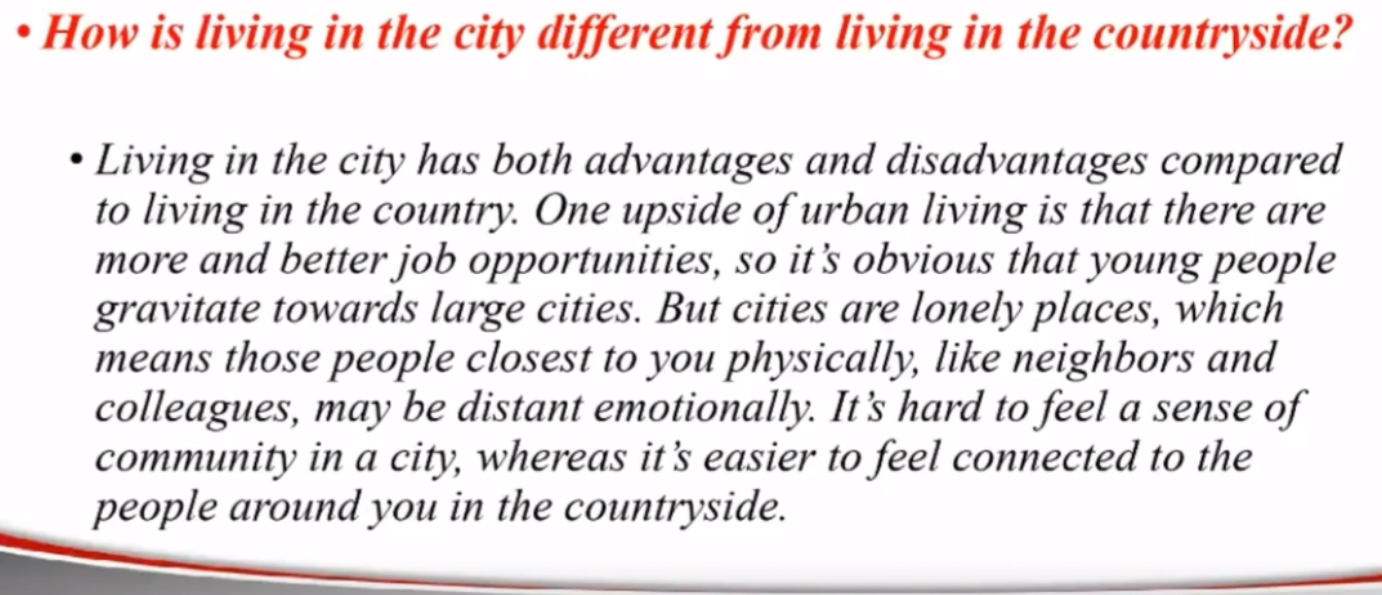 • How is living in the city different from living in the countryside?
• Living in the city has both advantages and disadvantages compared
to living in the country. One upside of urban living is that there are
more and better job opportunities, so it’s obvious that young people
gravitate towards large cities. But cities are lonely places, which
means those people closest to you physically, like neighbors and
colleagues, may be distant emotionally. It’s hard to feel a sense of
community in a city, whereas it’s easier to feel connected to the
people around you in the countryside.